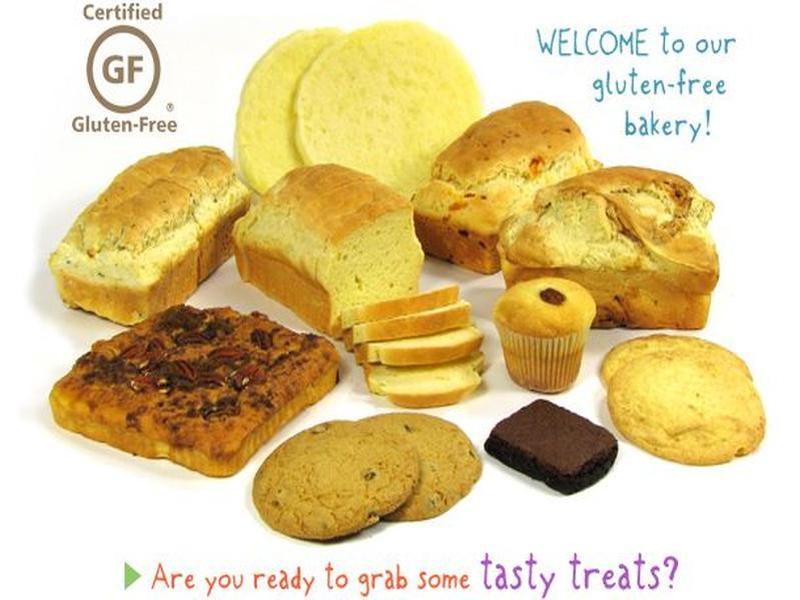 Certified
GF
®
Gluten-Free
WELCOME to our
gluten-free
bakery!
Are you ready to grab some tasty treats?